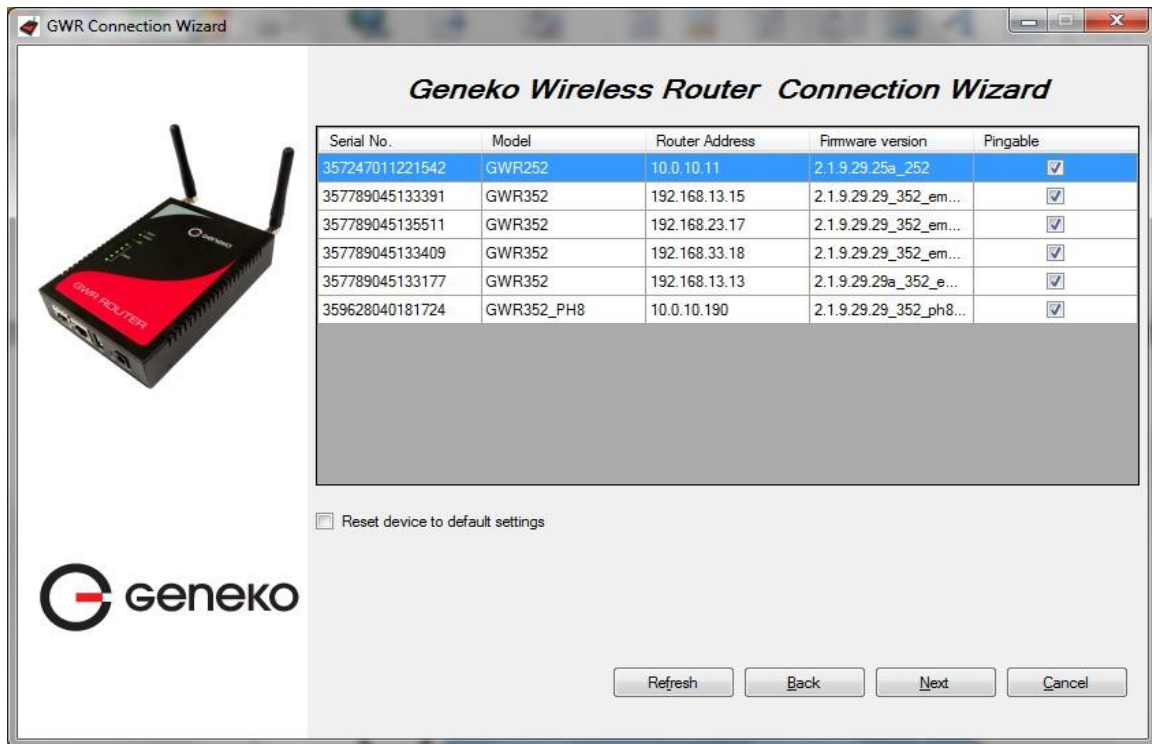 GWR Connection Wizard
Geneko Wireless Router Connection Wizard
Serial No. Model Router Address Firmware version Pingable
357247011221542 GWR252 10.0.10.11 2.1.9.29.25a_252
357789045133391 GWR352 192.168.13.15 2.1.9.29.29_352_em...
357789045135511 GWR352 192.168.23.17 2.1.9.29.29_352_em...
357789045133409 GWR352 192.168.33.18 2.1.9.29.29_352_em...
357789045133177 GWR352 192.168.13.13 2.1.9.29.29a_352_e...
359628040181724 GWR352_PH8 10.0.10.190 2.1.9.29.29_352_ph8...
Geneko
GWR ROUTER
Reset device to default settings
Geneko
Refresh Back Next Cancel